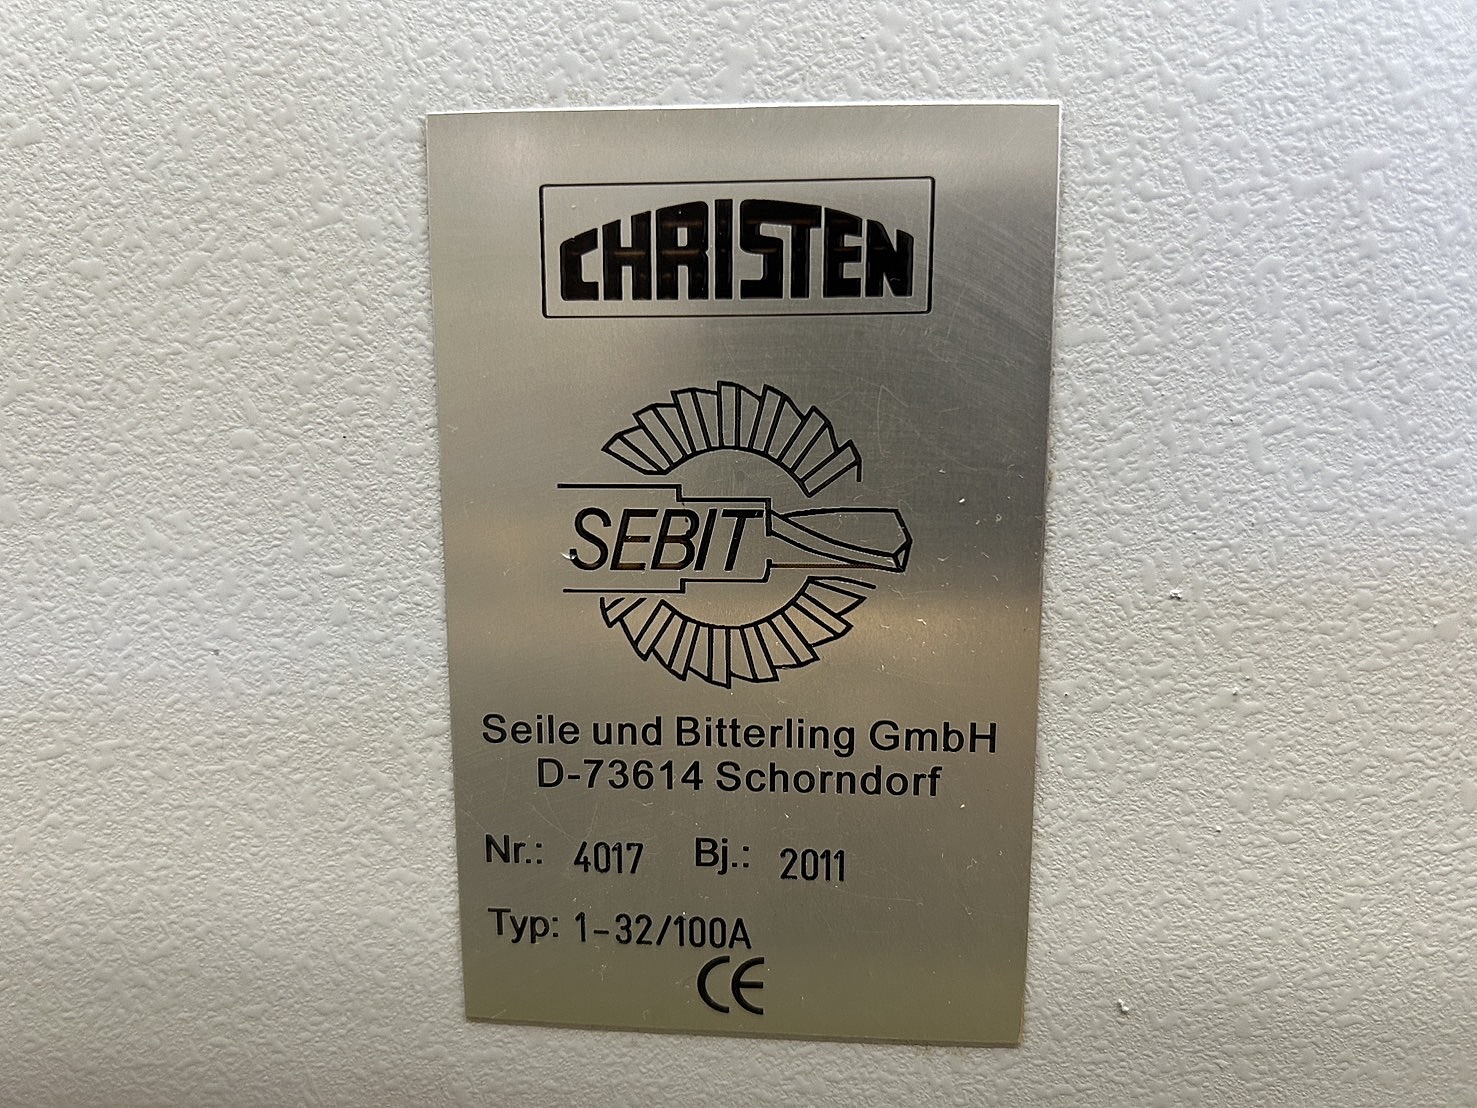 CHRISTEN
SEBIT
Seile und Bitterling GmbH
D-73614 Schorndorf
Nr.: 4017 Bj.: 2011
Typ: 1-32/100A
CE